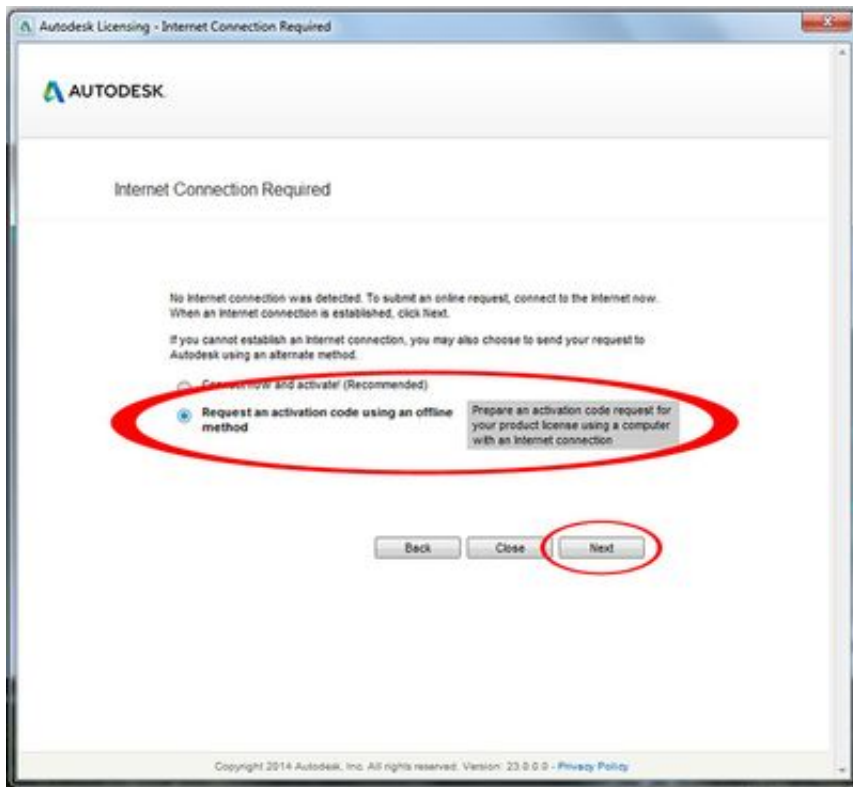 Autodesk Licensing - Internet Connection Required
AUTODESK
Internet Connection Required
No Internet connection was detected. To submit an online request, connect to the Internet now.
When an Internet connection is established, click Next.
If you cannot establish an Internet connection, you may also choose to send your request to
Autodesk using an alternate method.
Connect now and activate! (Recommended)
Request an activation code using an offline
method
Prepare an activation code request for
your product license using a computer
with an Internet connection
Back Close Next
Copyright 2014 Autodesk, Inc. All rights reserved. Version: 23.0.0.0 - Privacy Policy